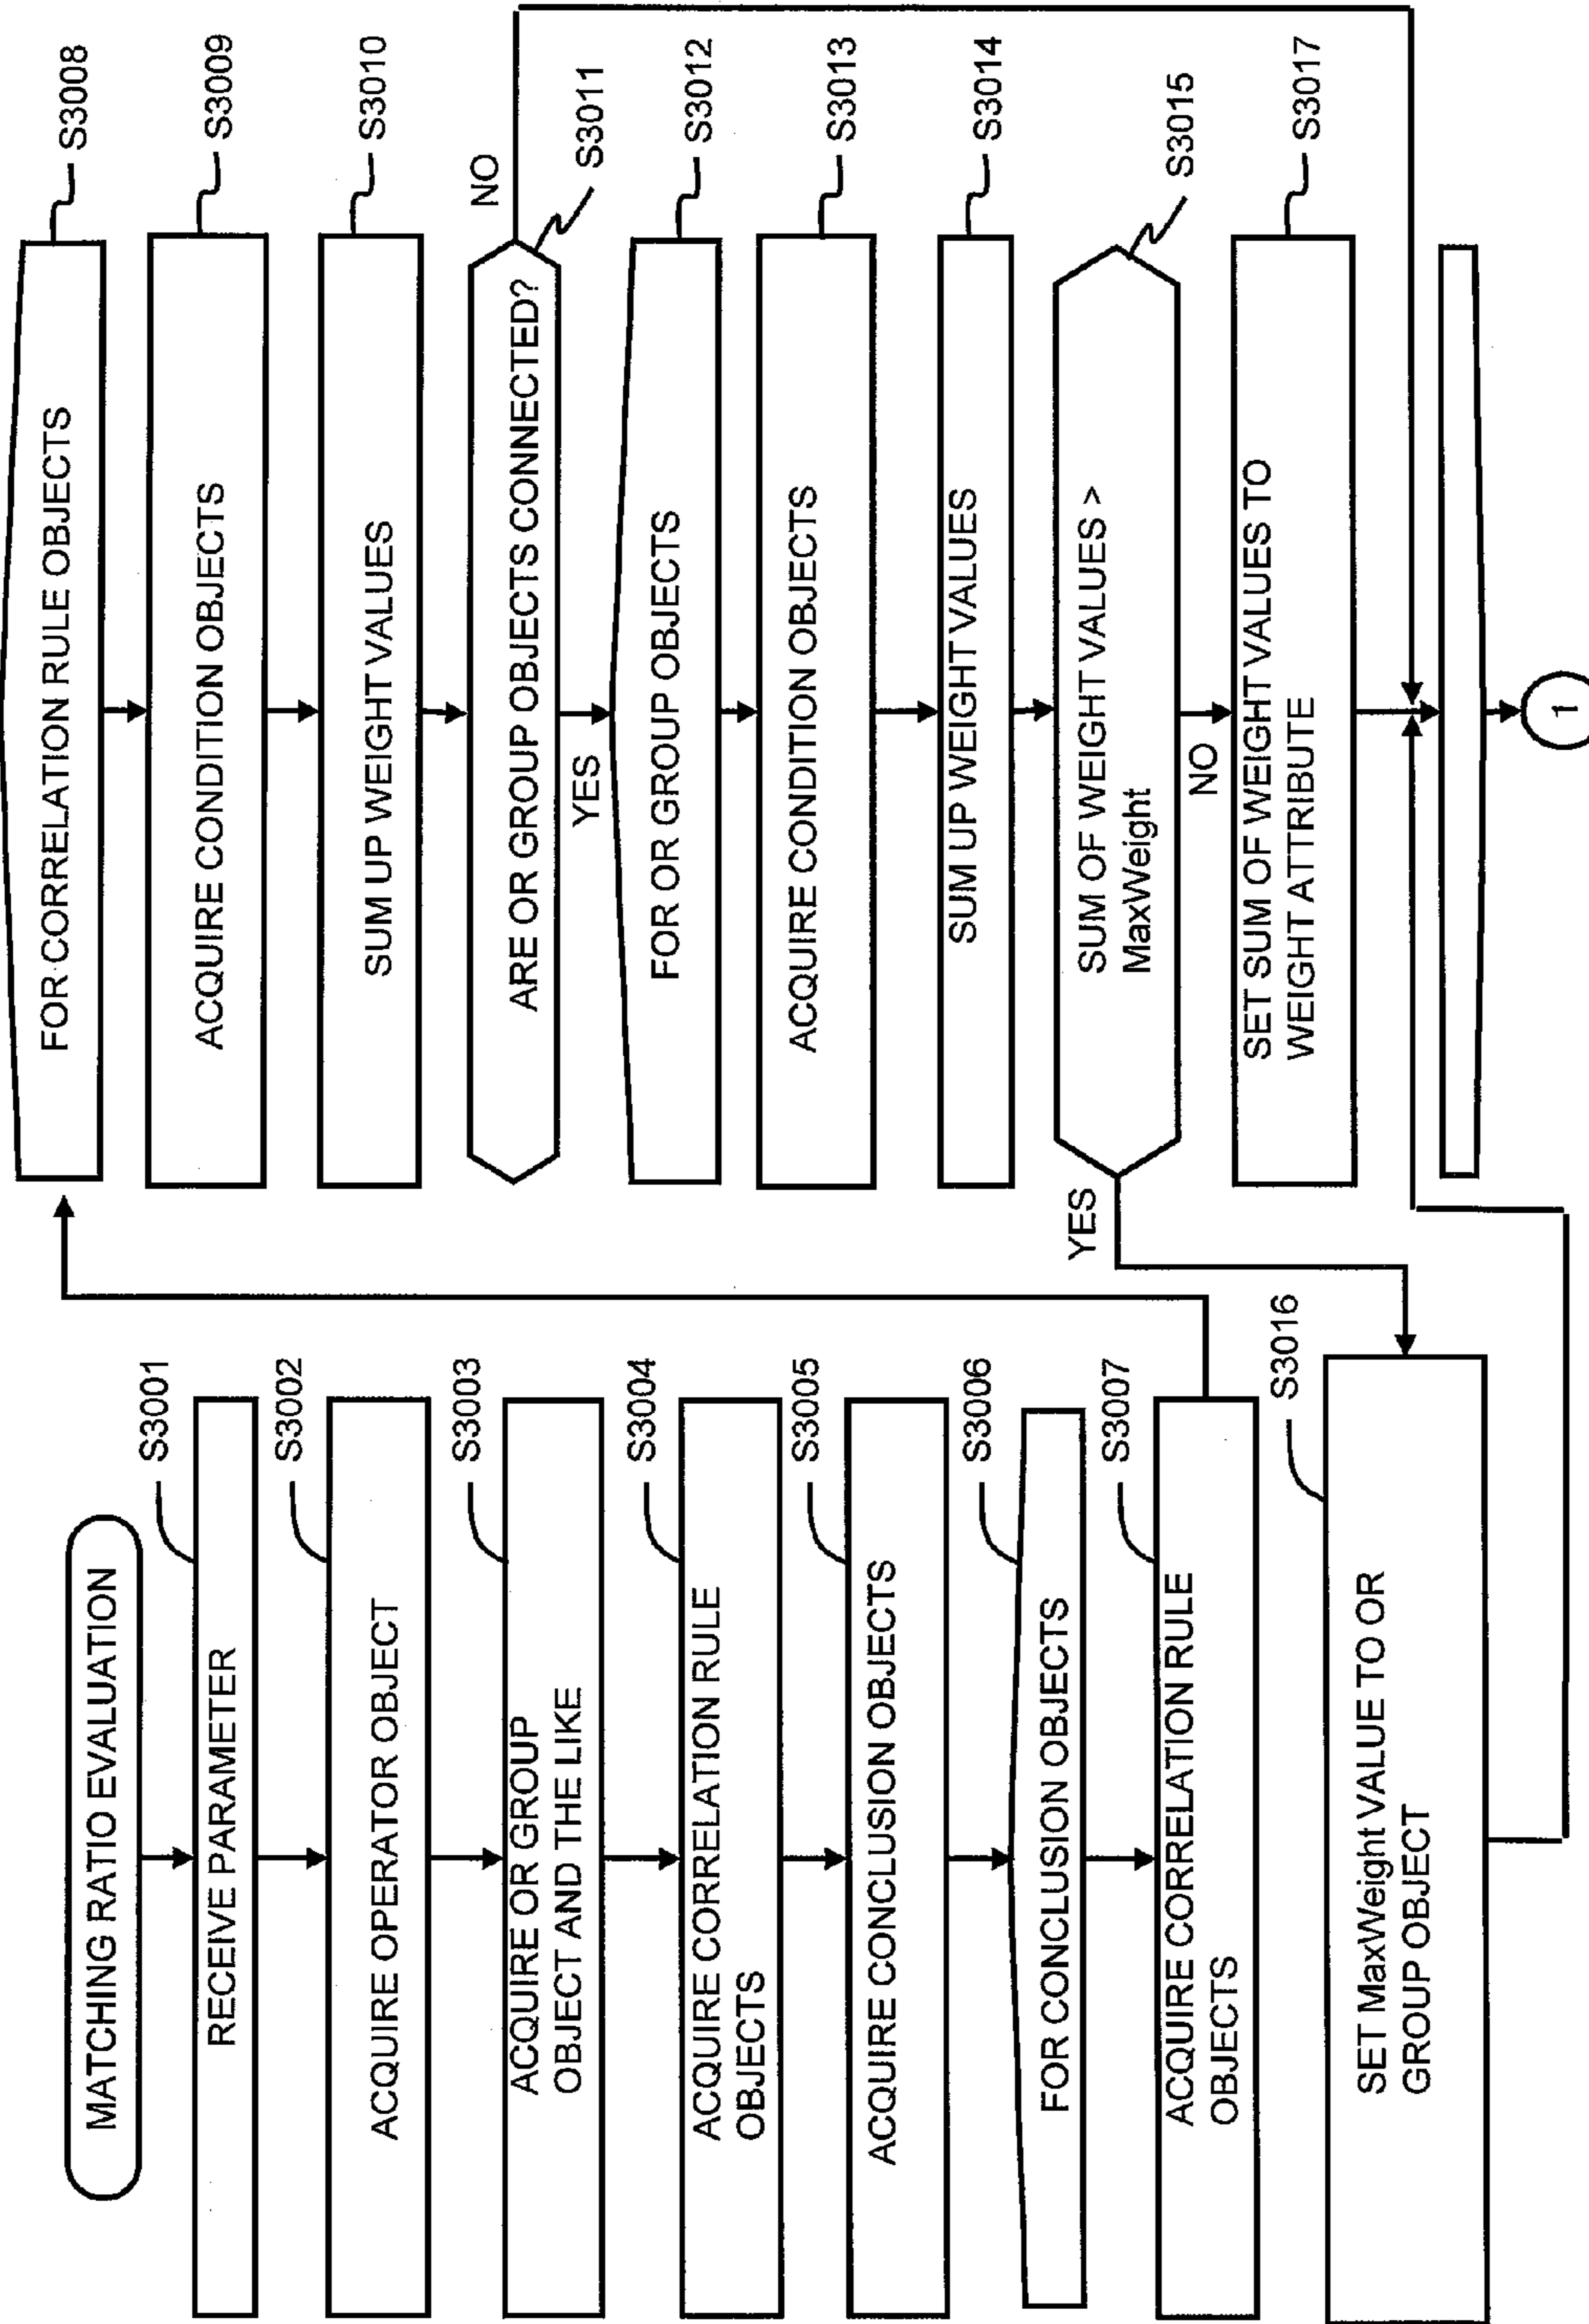 MATCHING RATIO EVALUATION
S3001
RECEIVE PARAMETER
S3002
ACQUIRE OPERATOR OBJECT
S3003
ACQUIRE OR GROUP
OBJECT AND THE LIKE
S3004
ACQUIRE CORRELATION RULE
OBJECTS
S3005
ACQUIRE CONCLUSION OBJECTS
S3006
FOR CONCLUSION OBJECTS
S3007
ACQUIRE CORRELATION RULE
OBJECTS
S3016
SET MaxWeight VALUE TO OR
GROUP OBJECT
S3008
FOR CORRELATION RULE OBJECTS
S3009
ACQUIRE CONDITION OBJECTS
S3010
SUM UP WEIGHT VALUES
NO
S3011
ARE OR GROUP OBJECTS CONNECTED?
YES
S3012
FOR OR GROUP OBJECTS
S3013
ACQUIRE CONDITION OBJECTS
S3014
SUM UP WEIGHT VALUES
S3015
SUM OF WEIGHT VALUES >
MaxWeight
YES
NO
S3017
SET SUM OF WEIGHT VALUES TO
WEIGHT ATTRIBUTE
1